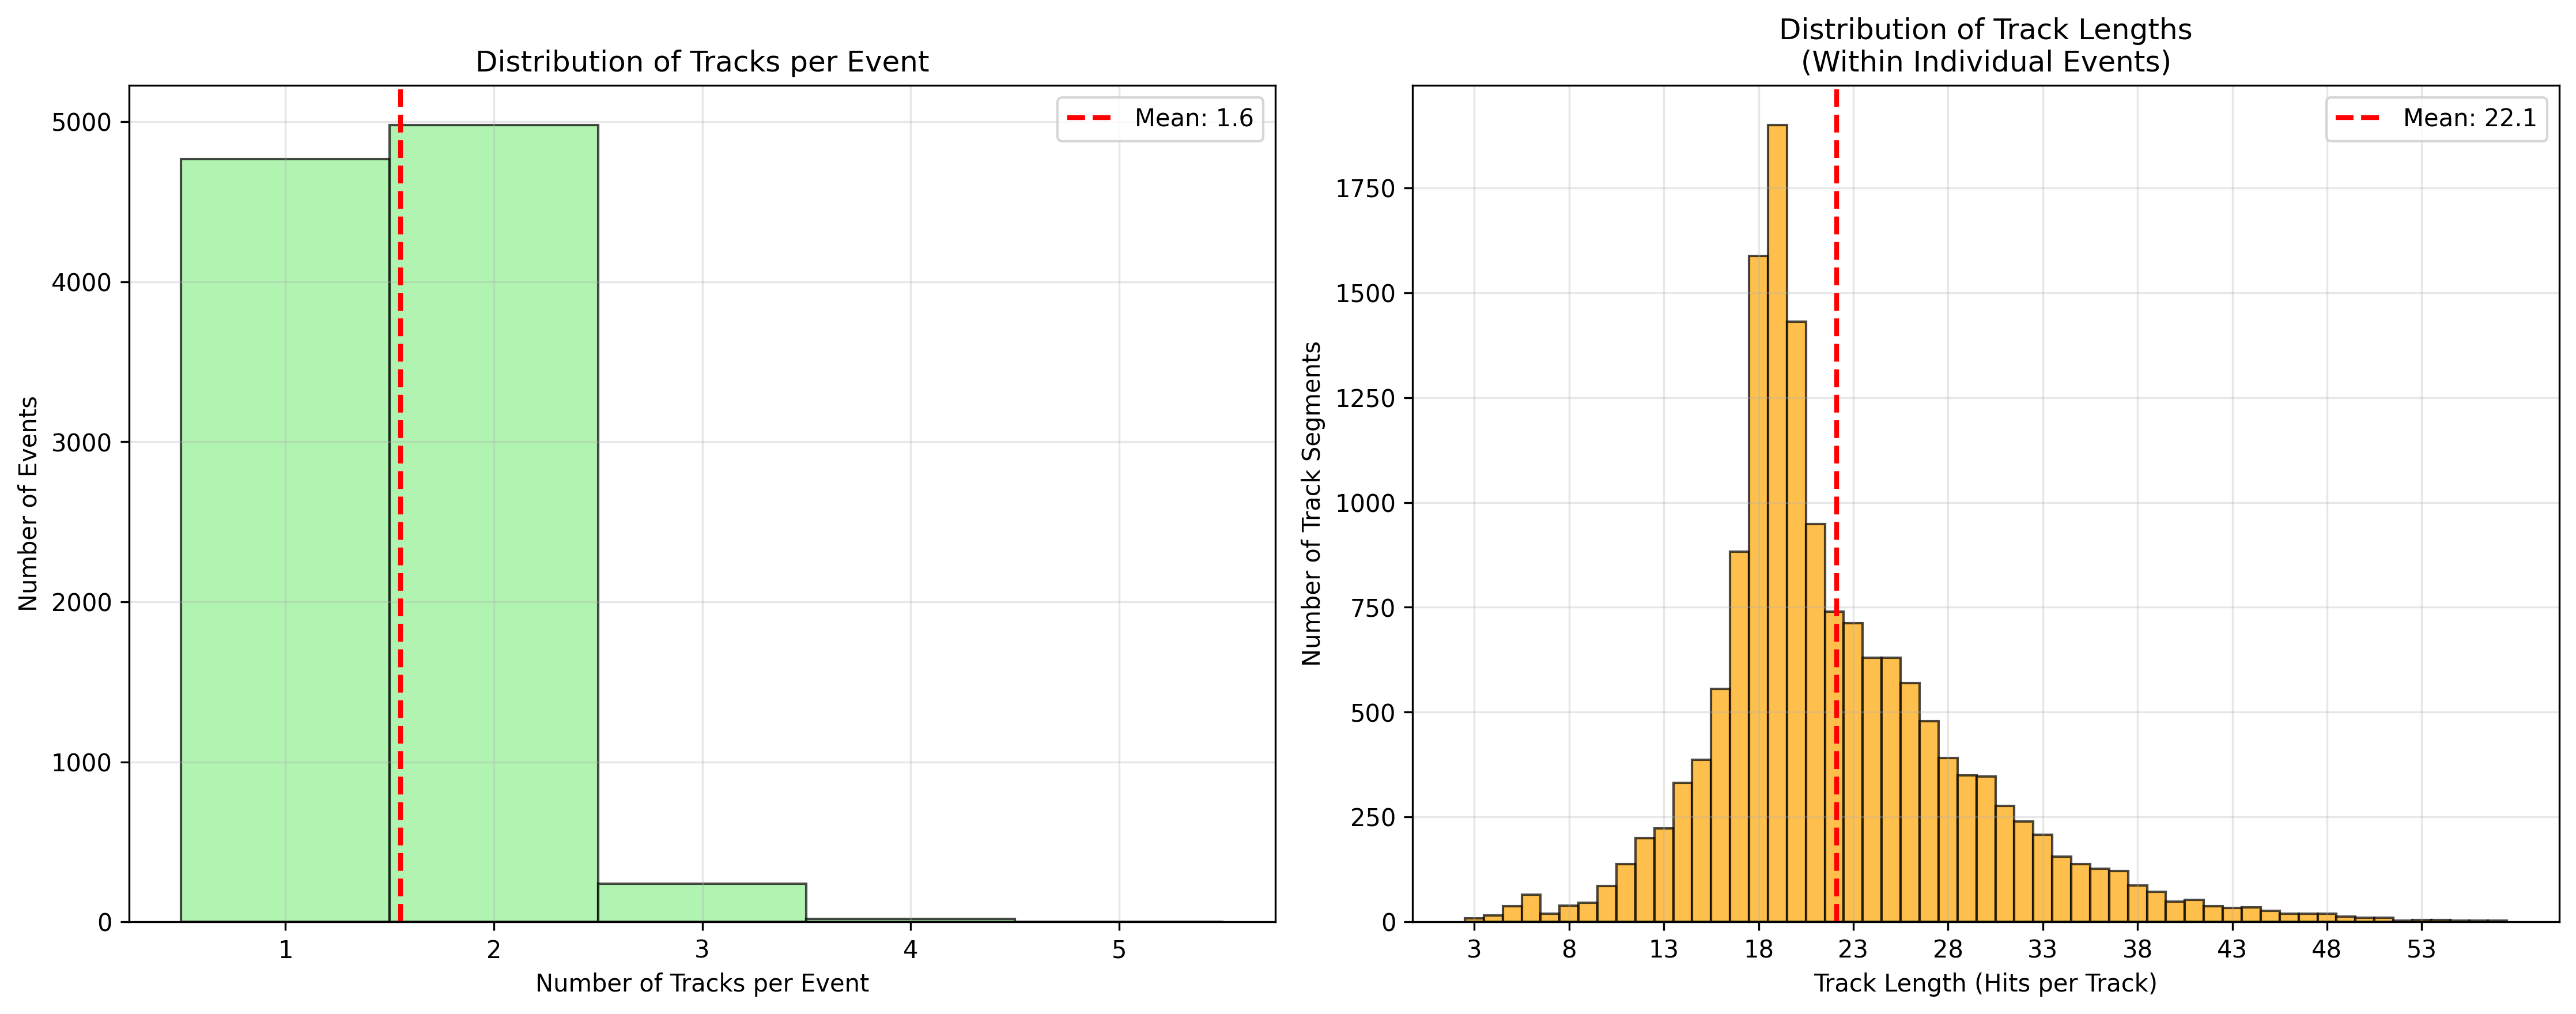 Distribution of Tracks per Event
Mean: 1.6
5000
4000
3000
2000
1000
0
Number of Events
1 2 3 4 5
Number of Tracks per Event
Distribution of Track Lengths
(Within Individual Events)
Mean: 22.1
1750
1500
1250
1000
750
500
250
0
Number of Track Segments
3 8 13 18 23 28 33 38 43 48 53
Track Length (Hits per Track)